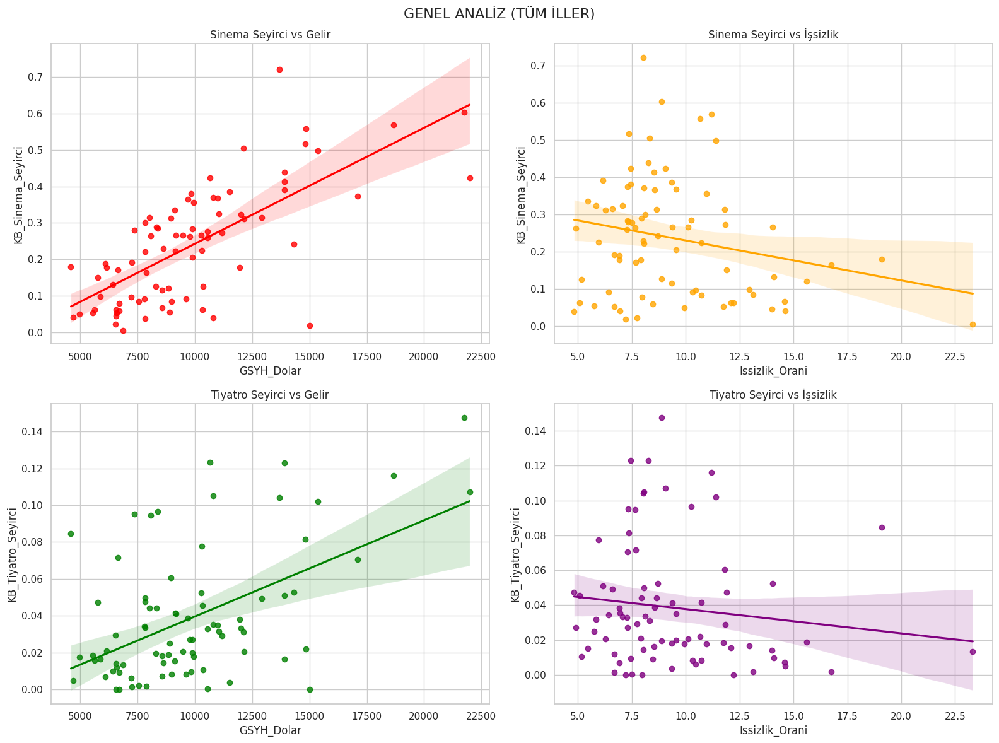 GENEL ANALİZ (TÜM İLLER)
Sinema Seyirci vs Gelir
KB_Sinema_Seyirci
0.7
0.6
0.5
0.4
0.3
0.2
0.1
0.0
5000 7500 10000 12500 15000 17500 20000 22500
GSYH_Dolar
Sinema Seyirci vs İşsizlik
KB_Sinema_Seyirci
0.7
0.6
0.5
0.4
0.3
0.2
0.1
0.0
5.0 7.5 10.0 12.5 15.0 17.5 20.0 22.5
Issizlik_Orani
Tiyatro Seyirci vs Gelir
KB_Tiyatro_Seyirci
0.14
0.12
0.10
0.08
0.06
0.04
0.02
0.00
5000 7500 10000 12500 15000 17500 20000 22500
GSYH_Dolar
Tiyatro Seyirci vs İşsizlik
KB_Tiyatro_Seyirci
0.14
0.12
0.10
0.08
0.06
0.04
0.02
0.00
5.0 7.5 10.0 12.5 15.0 17.5 20.0 22.5
Issizlik_Orani